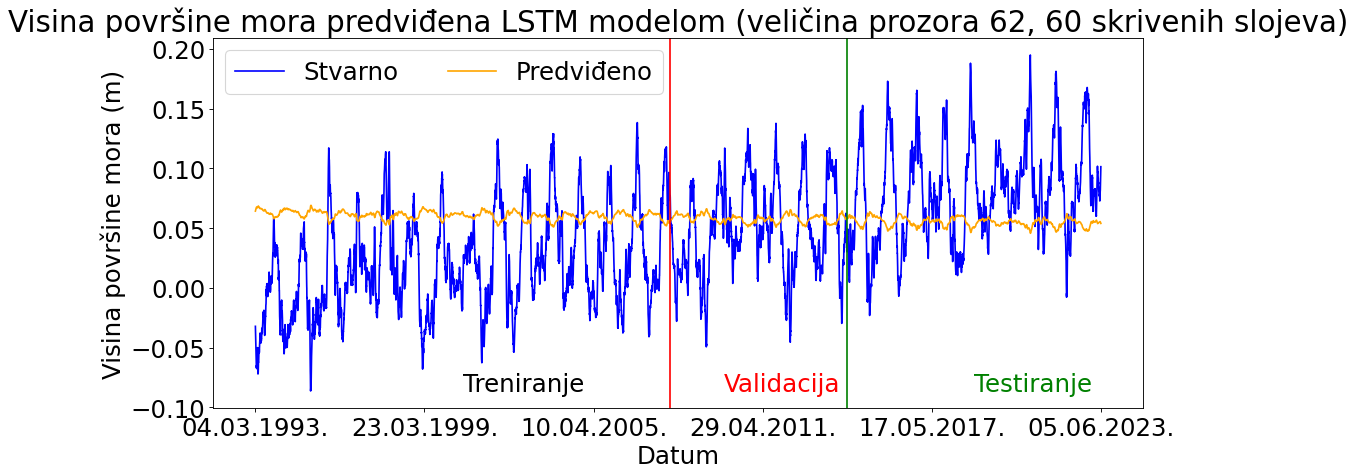 Visina površine mora predviđena LSTM modelom (veličina prozora 62, 60 skrivenih slojeva)
Stvarno
Predviđeno
Visina površine mora (m)
0.20
0.15
0.10
0.05
0.00
−0.05
−0.10
Treniranje
Validacija
Testiranje
04.03.1993.
23.03.1999.
10.04.2005.
29.04.2011.
17.05.2017.
05.06.2023.
Datum